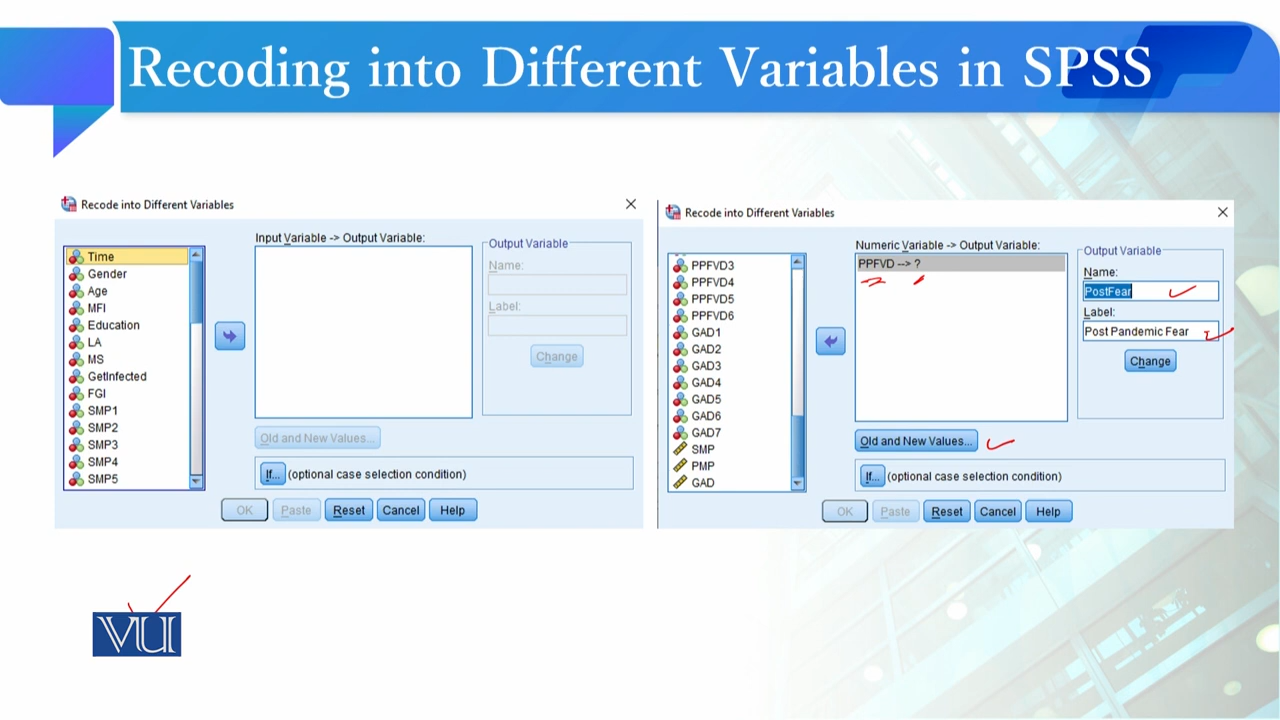 Recoding into Different Variables in SPSS
Recode into Different Variables
Time
Gender
Age
MFI
Education
LA
MS
GetInfected
FGI
SMP1
SMP2
SMP3
SMP4
SMP5
Input Variable -> Output Variable:
Output Variable
Name:
Label:
Change
Old and New Values...
If... (optional case selection condition)
OK Paste Reset Cancel Help
Recode into Different Variables
PPFVD3
PPFVD4
PPFVD5
PPFVD6
GAD1
GAD2
GAD3
GAD4
GAD5
GAD6
GAD7
SMP
PMP
GAD
Numeric Variable -> Output Variable:
PPFVD --> ?
Output Variable
Name:
PostFear
Label:
Post Pandemic Fear
Change
Old and New Values...
If... (optional case selection condition)
OK Paste Reset Cancel Help
VU